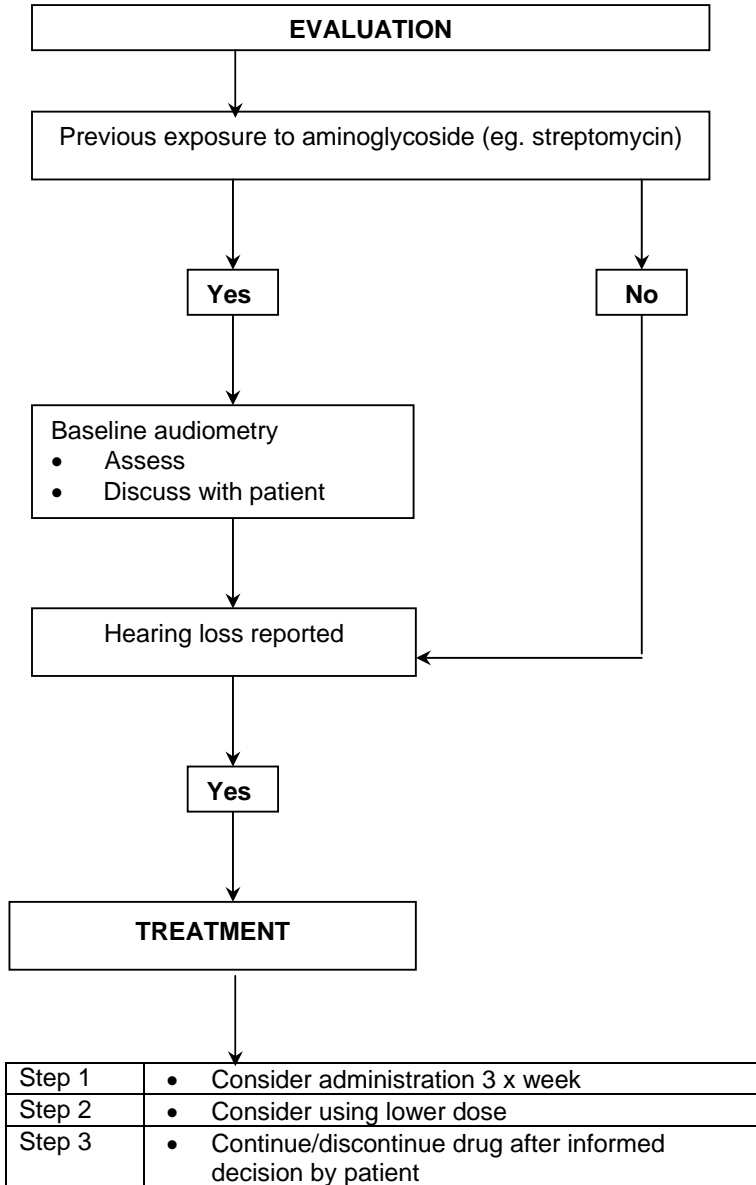 EVALUATION
Previous exposure to aminoglycoside (eg. streptomycin)
Yes
No
Baseline audiometry
• Assess
• Discuss with patient
Hearing loss reported
Yes
TREATMENT
Step 1 • Consider administration 3 x week
Step 2 • Consider using lower dose
Step 3 • Continue/discontinue drug after informed
decision by patient